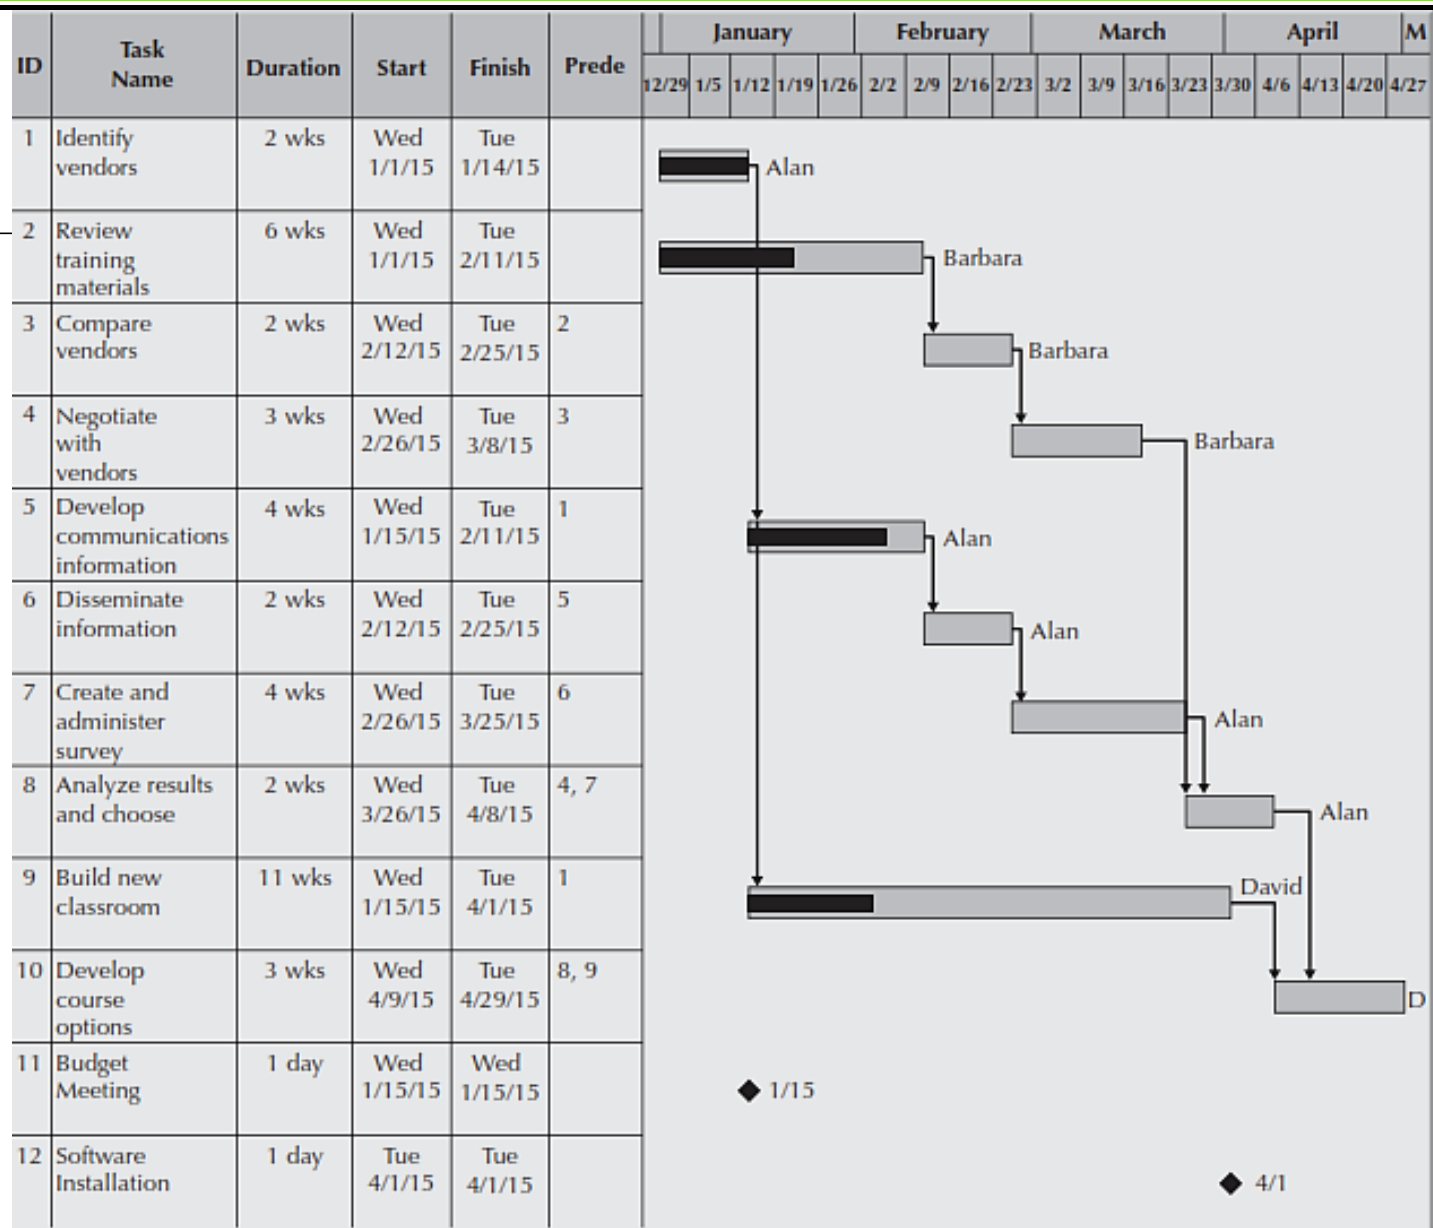 January February March April M
ID Task Name Duration Start Finish Prede
12/29 1/5 1/12 1/19 1/26 2/2 2/9 2/16 2/23 3/2 3/9 3/16 3/23 3/30 4/6 4/13 4/20 4/27
1 Identify 2 wks Wed Tue
vendors 1/1/15 1/14/15 Alan
2 Review 6 wks Wed Tue
training 1/1/15 2/11/15 Barbara
materials
3 Compare 2 wks Wed Tue 2
vendors 2/12/15 2/25/15 Barbara
4 Negotiate 3 wks Wed Tue 3
with 2/26/15 3/8/15 Barbara
vendors
5 Develop 4 wks Wed Tue 1
communications 1/15/15 2/11/15 Alan
information
6 Disseminate 2 wks Wed Tue 5
information 2/12/15 2/25/15 Alan
7 Create and 4 wks Wed Tue 6
administer 2/26/15 3/25/15 Alan
survey
8 Analyze results 2 wks Wed Tue 4, 7
and choose 3/26/15 4/8/15 Alan
9 Build new 11 wks Wed Tue 1 David
classroom 1/15/15 4/1/15
10 Develop 3 wks Wed Tue 8, 9
course 4/9/15 4/29/15 D
options
11 Budget 1 day Wed Wed
Meeting 1/15/15 1/15/15 1/15
12 Software 1 day Tue Tue
Installation 4/1/15 4/1/15 4/1